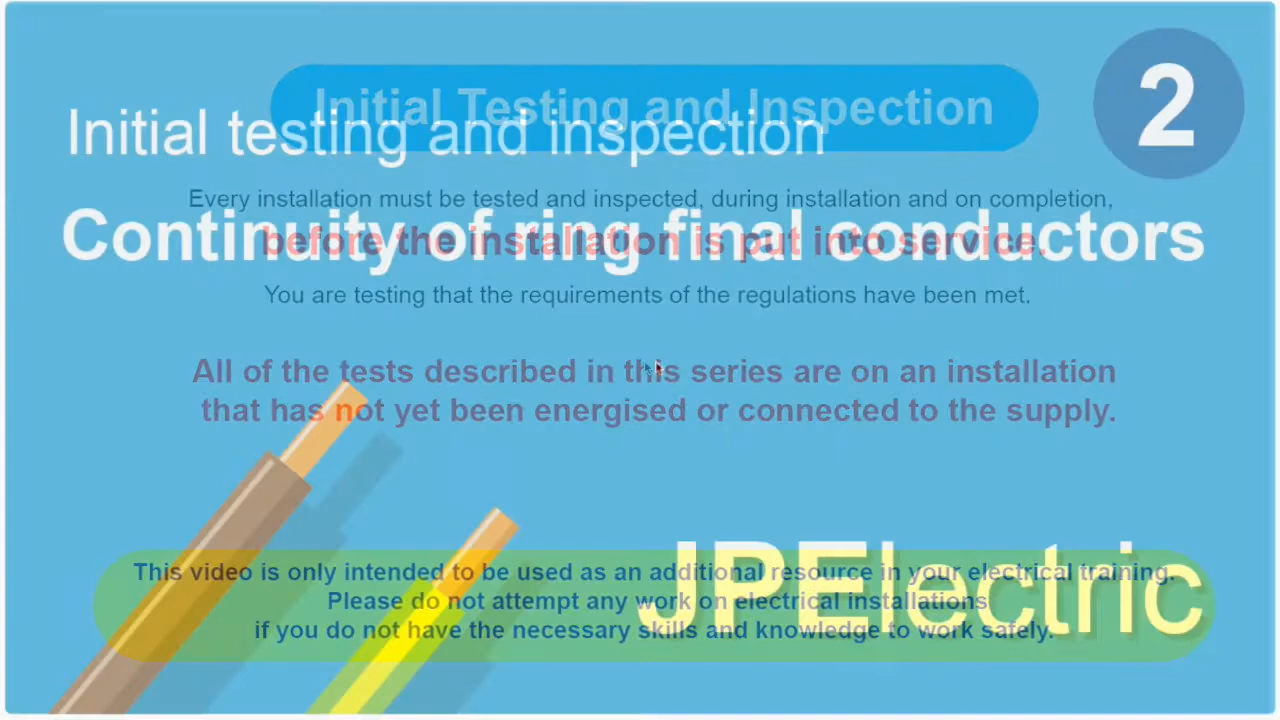 2
Initial Testing and Inspection
Initial testing and inspection
Every installation must be tested and inspected, during installation and on completion,
Continuity of ring final conductors
before the installation is put into service.
You are testing that the requirements of the regulations have been met.
All of the tests described in this series are on an installation
that has not yet been energised or connected to the supply.
JPElectric
This video is only intended to be used as an additional resource in your electrical training.
Please do not attempt any work on electrical installations
if you do not have the necessary skills and knowledge to work safely.